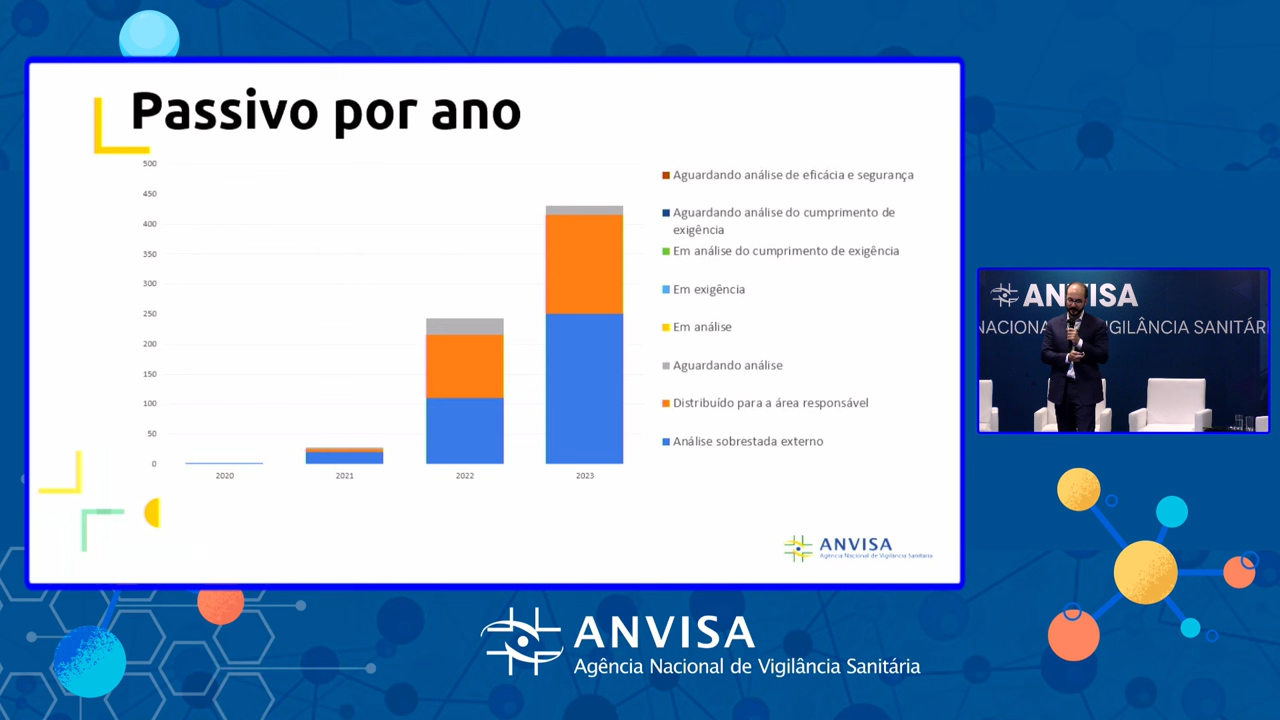 Passivo por ano
500
450
400
350
300
250
200
150
100
50
0
2020
2021
2022
2023
Aguardando análise de eficácia e segurança
Aguardando análise do cumprimento de
exigência
Em análise do cumprimento de exigência
Em exigência
Em análise
Aguardando análise
Distribuído para a área responsável
Análise sobrestada externo
ANVISA
Agência Nacional de Vigilância Sanitária
ANVISA
NACIONA VIGILÂNCIA SANITÁRI
ANVISA
Agência Nacional de Vigilância Sanitária